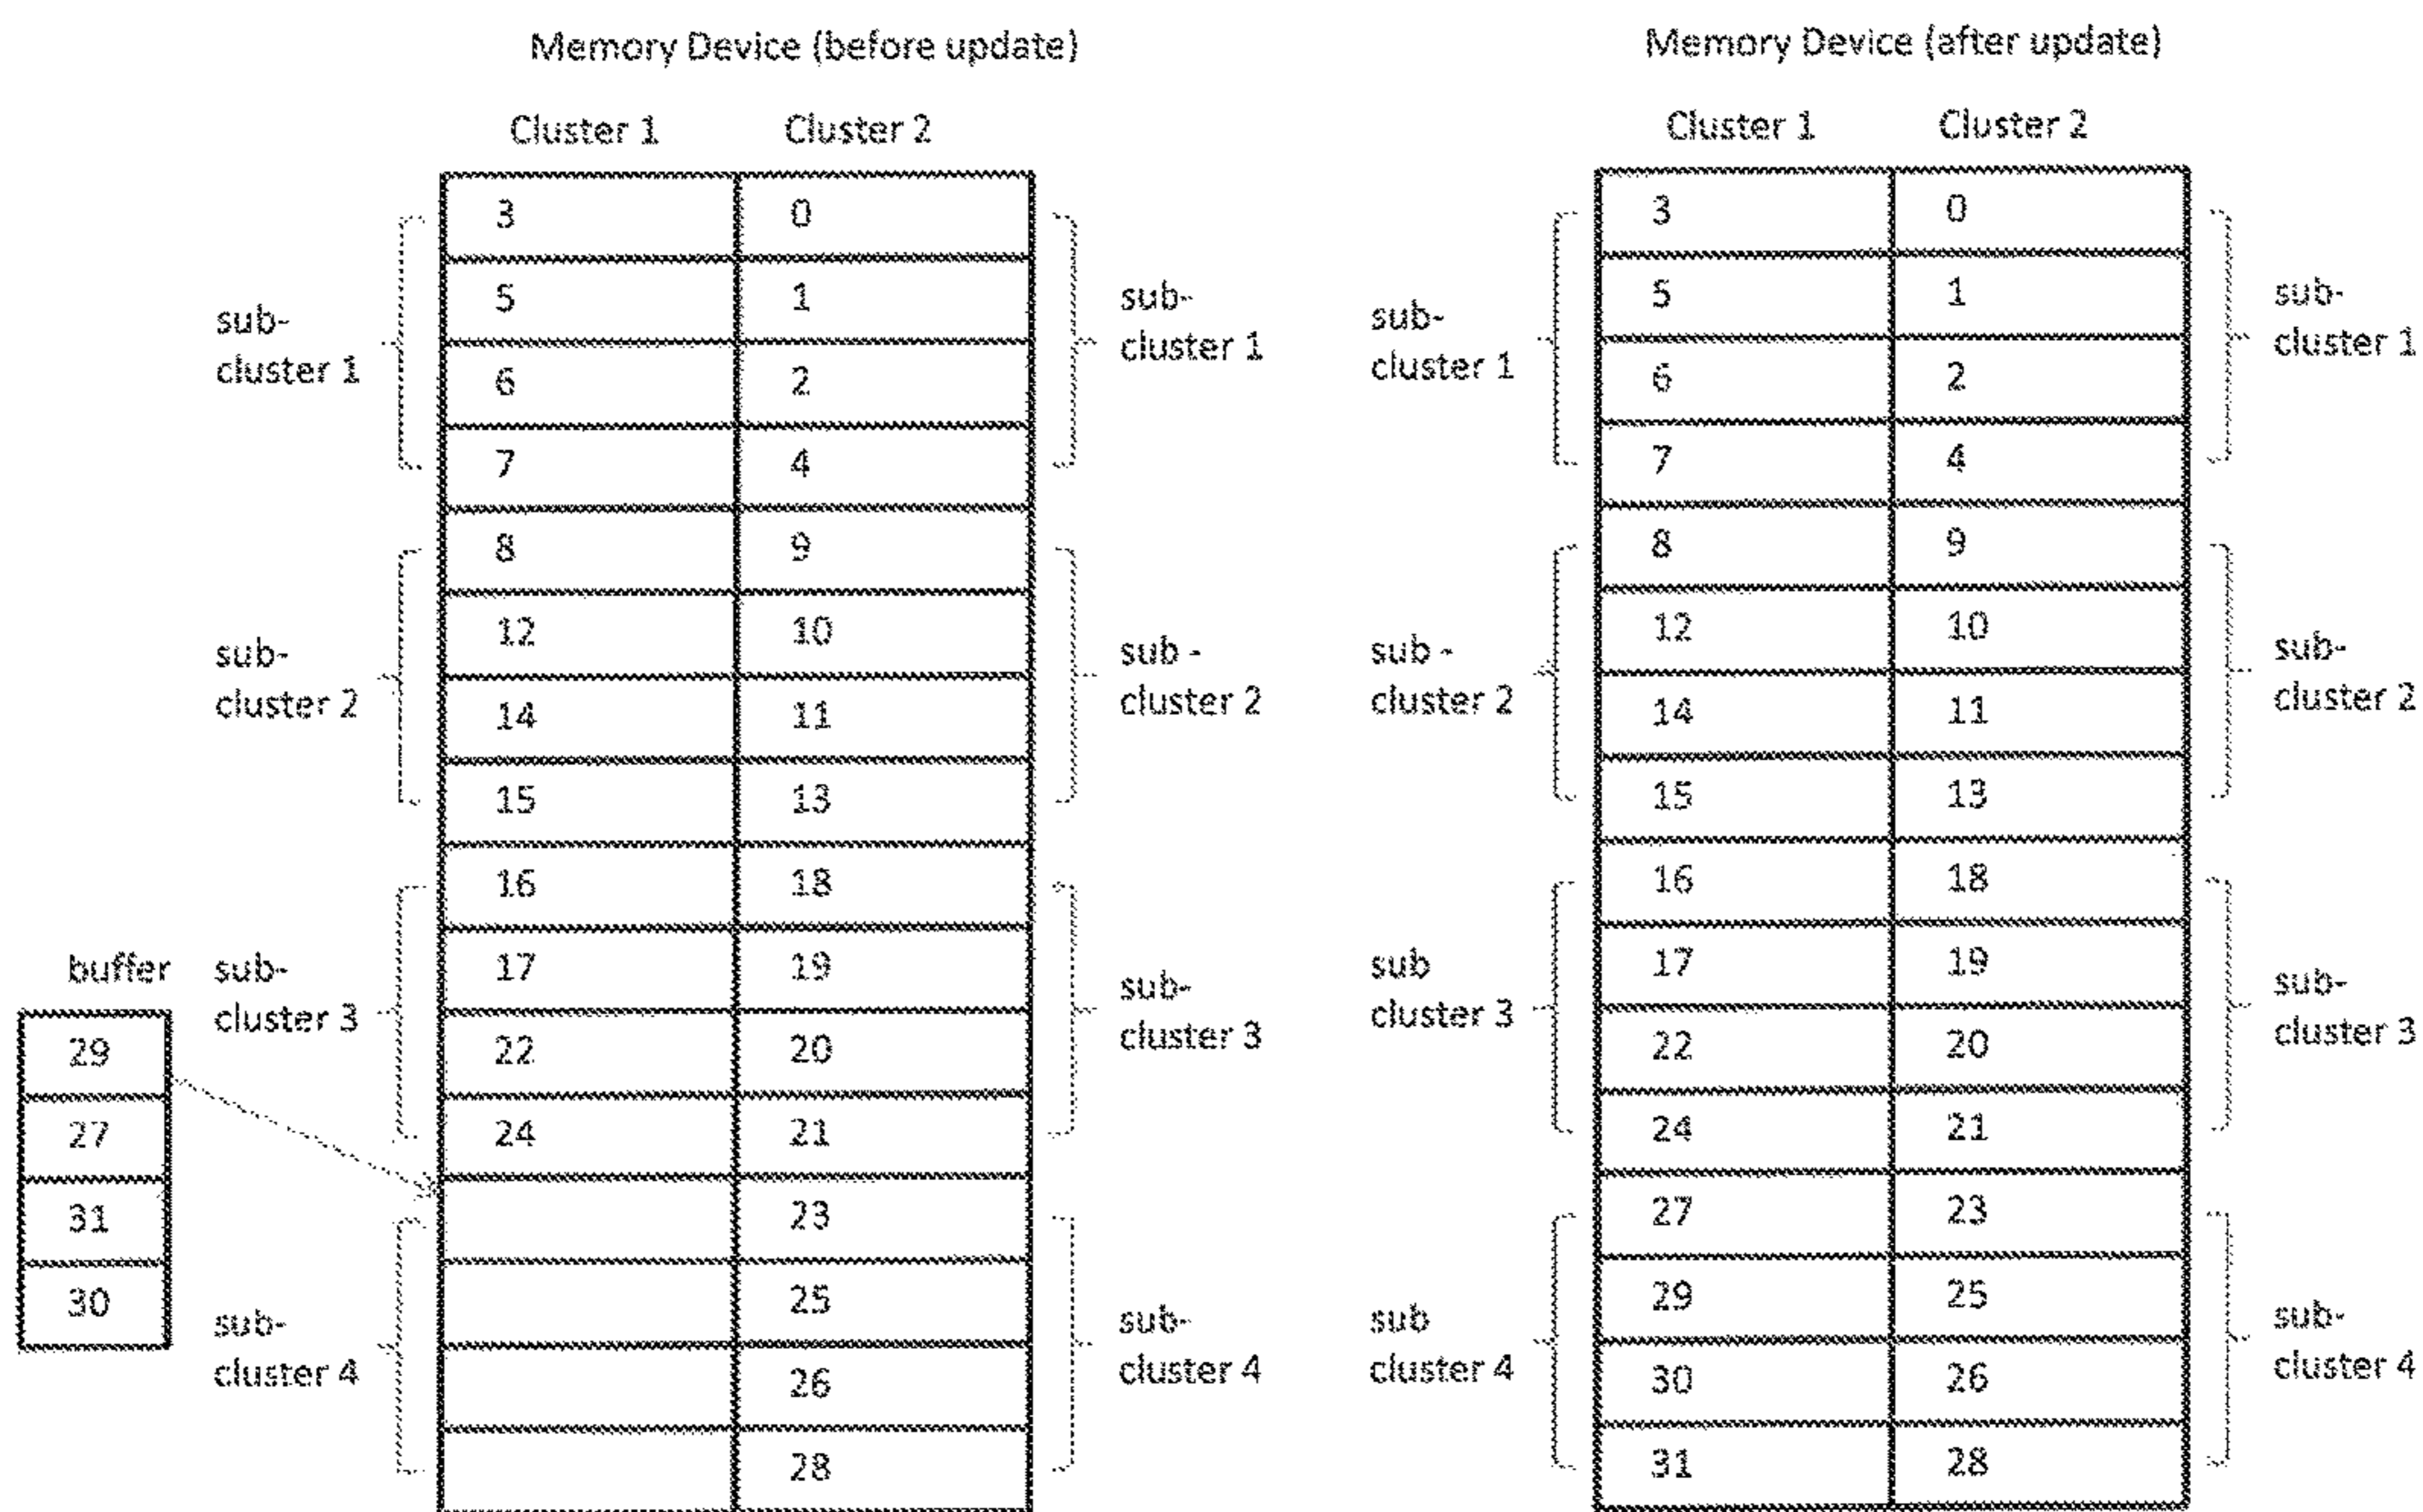 Memory Device (before update)
Cluster 1 Cluster 2
3 0
5 1
6 2
7 4
8 9
12 10
14 11
15 13
16 18
17 19
22 20
24 21
23
25
26
28
sub-
cluster 1
sub-
cluster 2
sub-
cluster 3
sub-
cluster 4
sub-
cluster 1
sub -
cluster 2
sub-
cluster 3
sub-
cluster 4
buffer
29
27
31
30
Memory Device (after update)
Cluster 1 Cluster 2
3 0
5 1
6 2
7 4
8 9
12 10
14 11
15 13
16 18
17 19
22 20
24 21
27 23
29 25
30 26
31 28
sub-
cluster 1
sub -
cluster 2
sub
cluster 3
sub
cluster 4
sub-
cluster 1
sub-
cluster 2
sub-
cluster 3
sub-
cluster 4